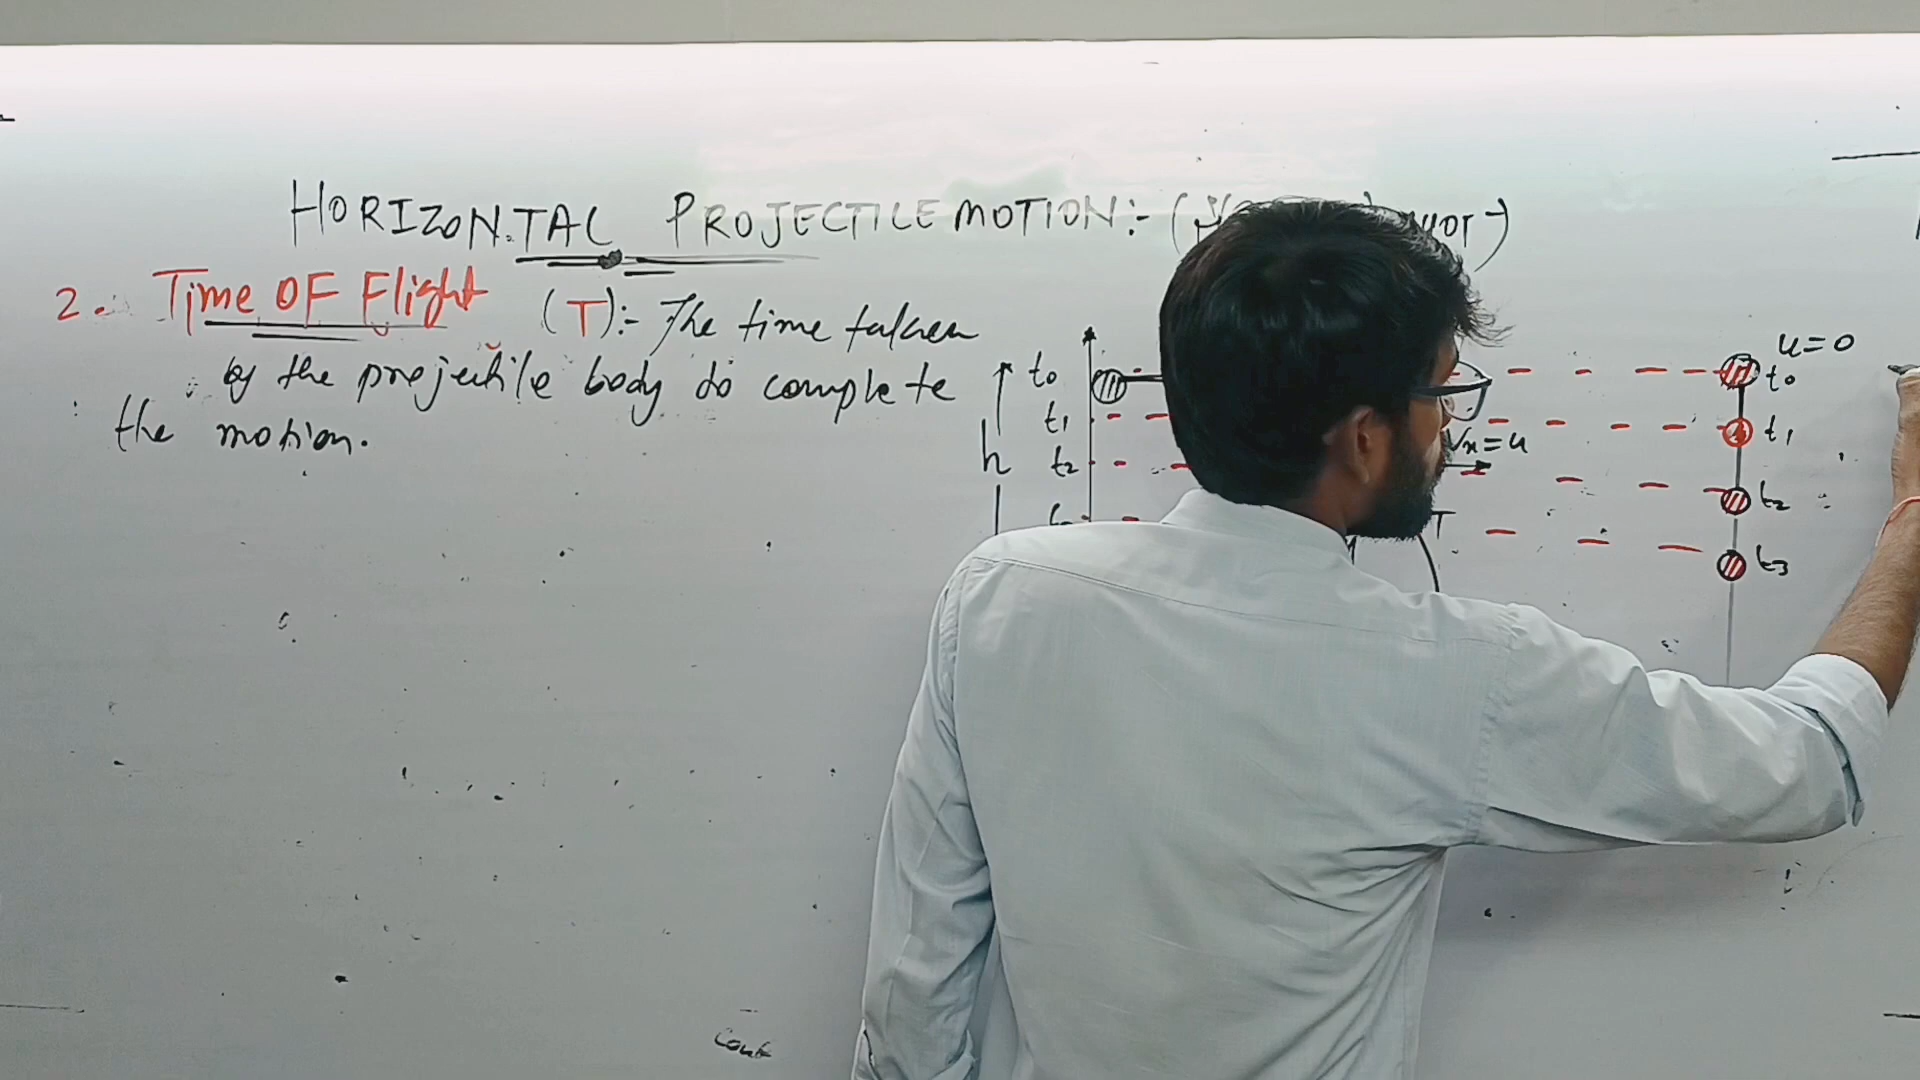 HORIZONTAL PROJECTILE MOTION:- (
2. Time OF Flight (T):- The time taken
by the projectile body to complete
the motion.
u=0
t0 t0
t1 t1
Vx=u
h t2 t2
t3